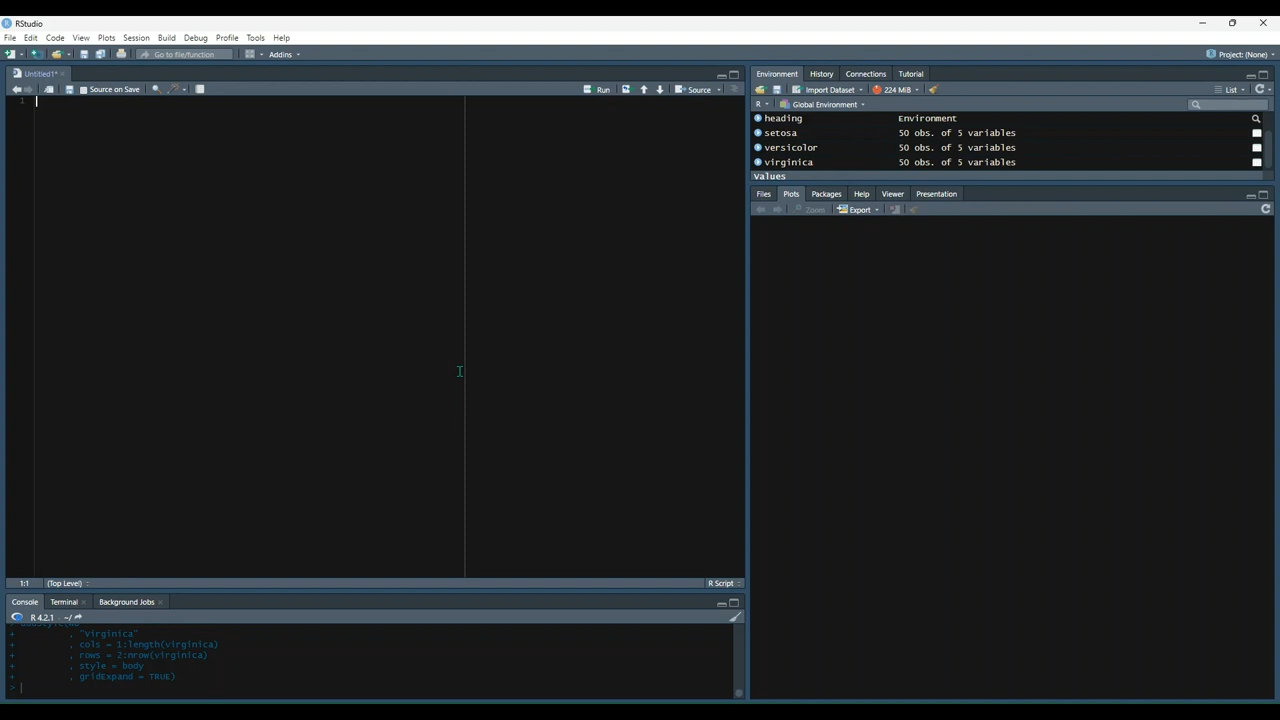 RStudio
File Edit Code View Plots Session Build Debug Profile Tools Help
Go to file/function Addins Project: (None)
Untitled1*
Source on Save Run Source
1
1:1 (Top Level) R Script
Console Terminal Background Jobs
R 4.2.1 ~/
+ , "virginica"
+ , cols = 1:length(virginica)
+ , rows = 2:nrow(virginica)
+ , style = body
+ , gridExpand = TRUE)
>
Environment History Connections Tutorial
Import Dataset 224 MiB List
R Global Environment
heading Environment
setosa 50 obs. of 5 variables
versicolor 50 obs. of 5 variables
virginica 50 obs. of 5 variables
Values
Files Plots Packages Help Viewer Presentation
Zoom Export